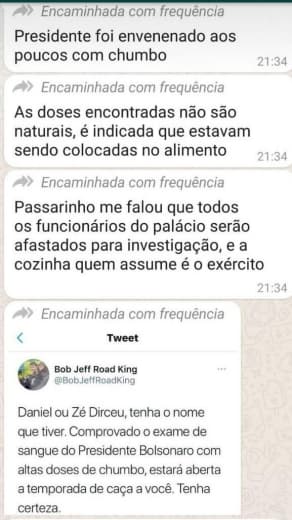 Encaminhada com frequência
Presidente foi envenenado aos
poucos com chumbo
21:34
Encaminhada com frequência
As doses encontradas não são
naturais, é indicada que estavam
sendo colocadas no alimento
21:34
Encaminhada com frequência
Passarinho me falou que todos
os funcionários do palácio serão
afastados para investigação, e a
cozinha quem assume é o exército
21:34
Encaminhada com frequência
Tweet
Bob Jeff Road King
@BobJeffRoadKing
Daniel ou Zé Dirceu, tenha o nome
que tiver. Comprovado o exame de
sangue do Presidente Bolsonaro com
altas doses de chumbo, estará aberta
a temporada de caça a você. Tenha
certeza.